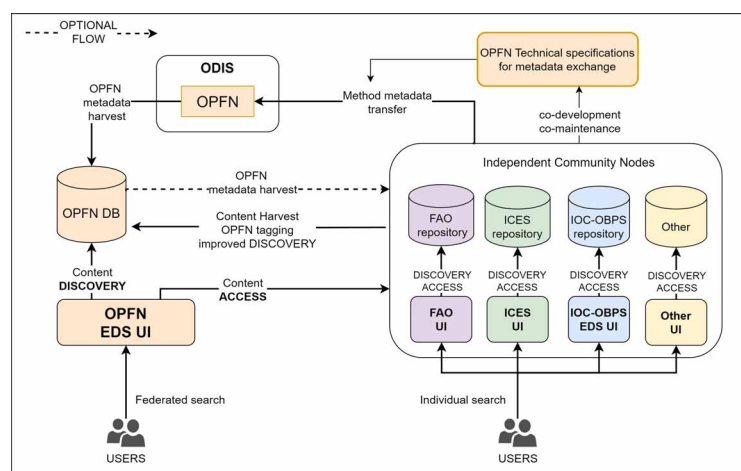 OPTIONAL
FLOW
ODIS
OPFN
OPFN
metadata
harvest
Method metadata
transfer
OPFN Technical specifications
for metadata exchange
co-development
co-maintenance
Independent Community Nodes
OPFN DB
OPFN
metadata harvest
Content Harvest
OPFN tagging
improved DISCOVERY
FAO
repository
ICES
repository
IOC-OBPS
repository
Other
Content
DISCOVERY
Content
ACCESS
DISCOVERY
ACCESS
DISCOVERY
ACCESS
DISCOVERY
ACCESS
DISCOVERY
ACCESS
OPFN
EDS UI
FAO
UI
ICES
UI
IOC-OBPS
EDS UI
Other
UI
Federated search
Individual search
USERS
USERS